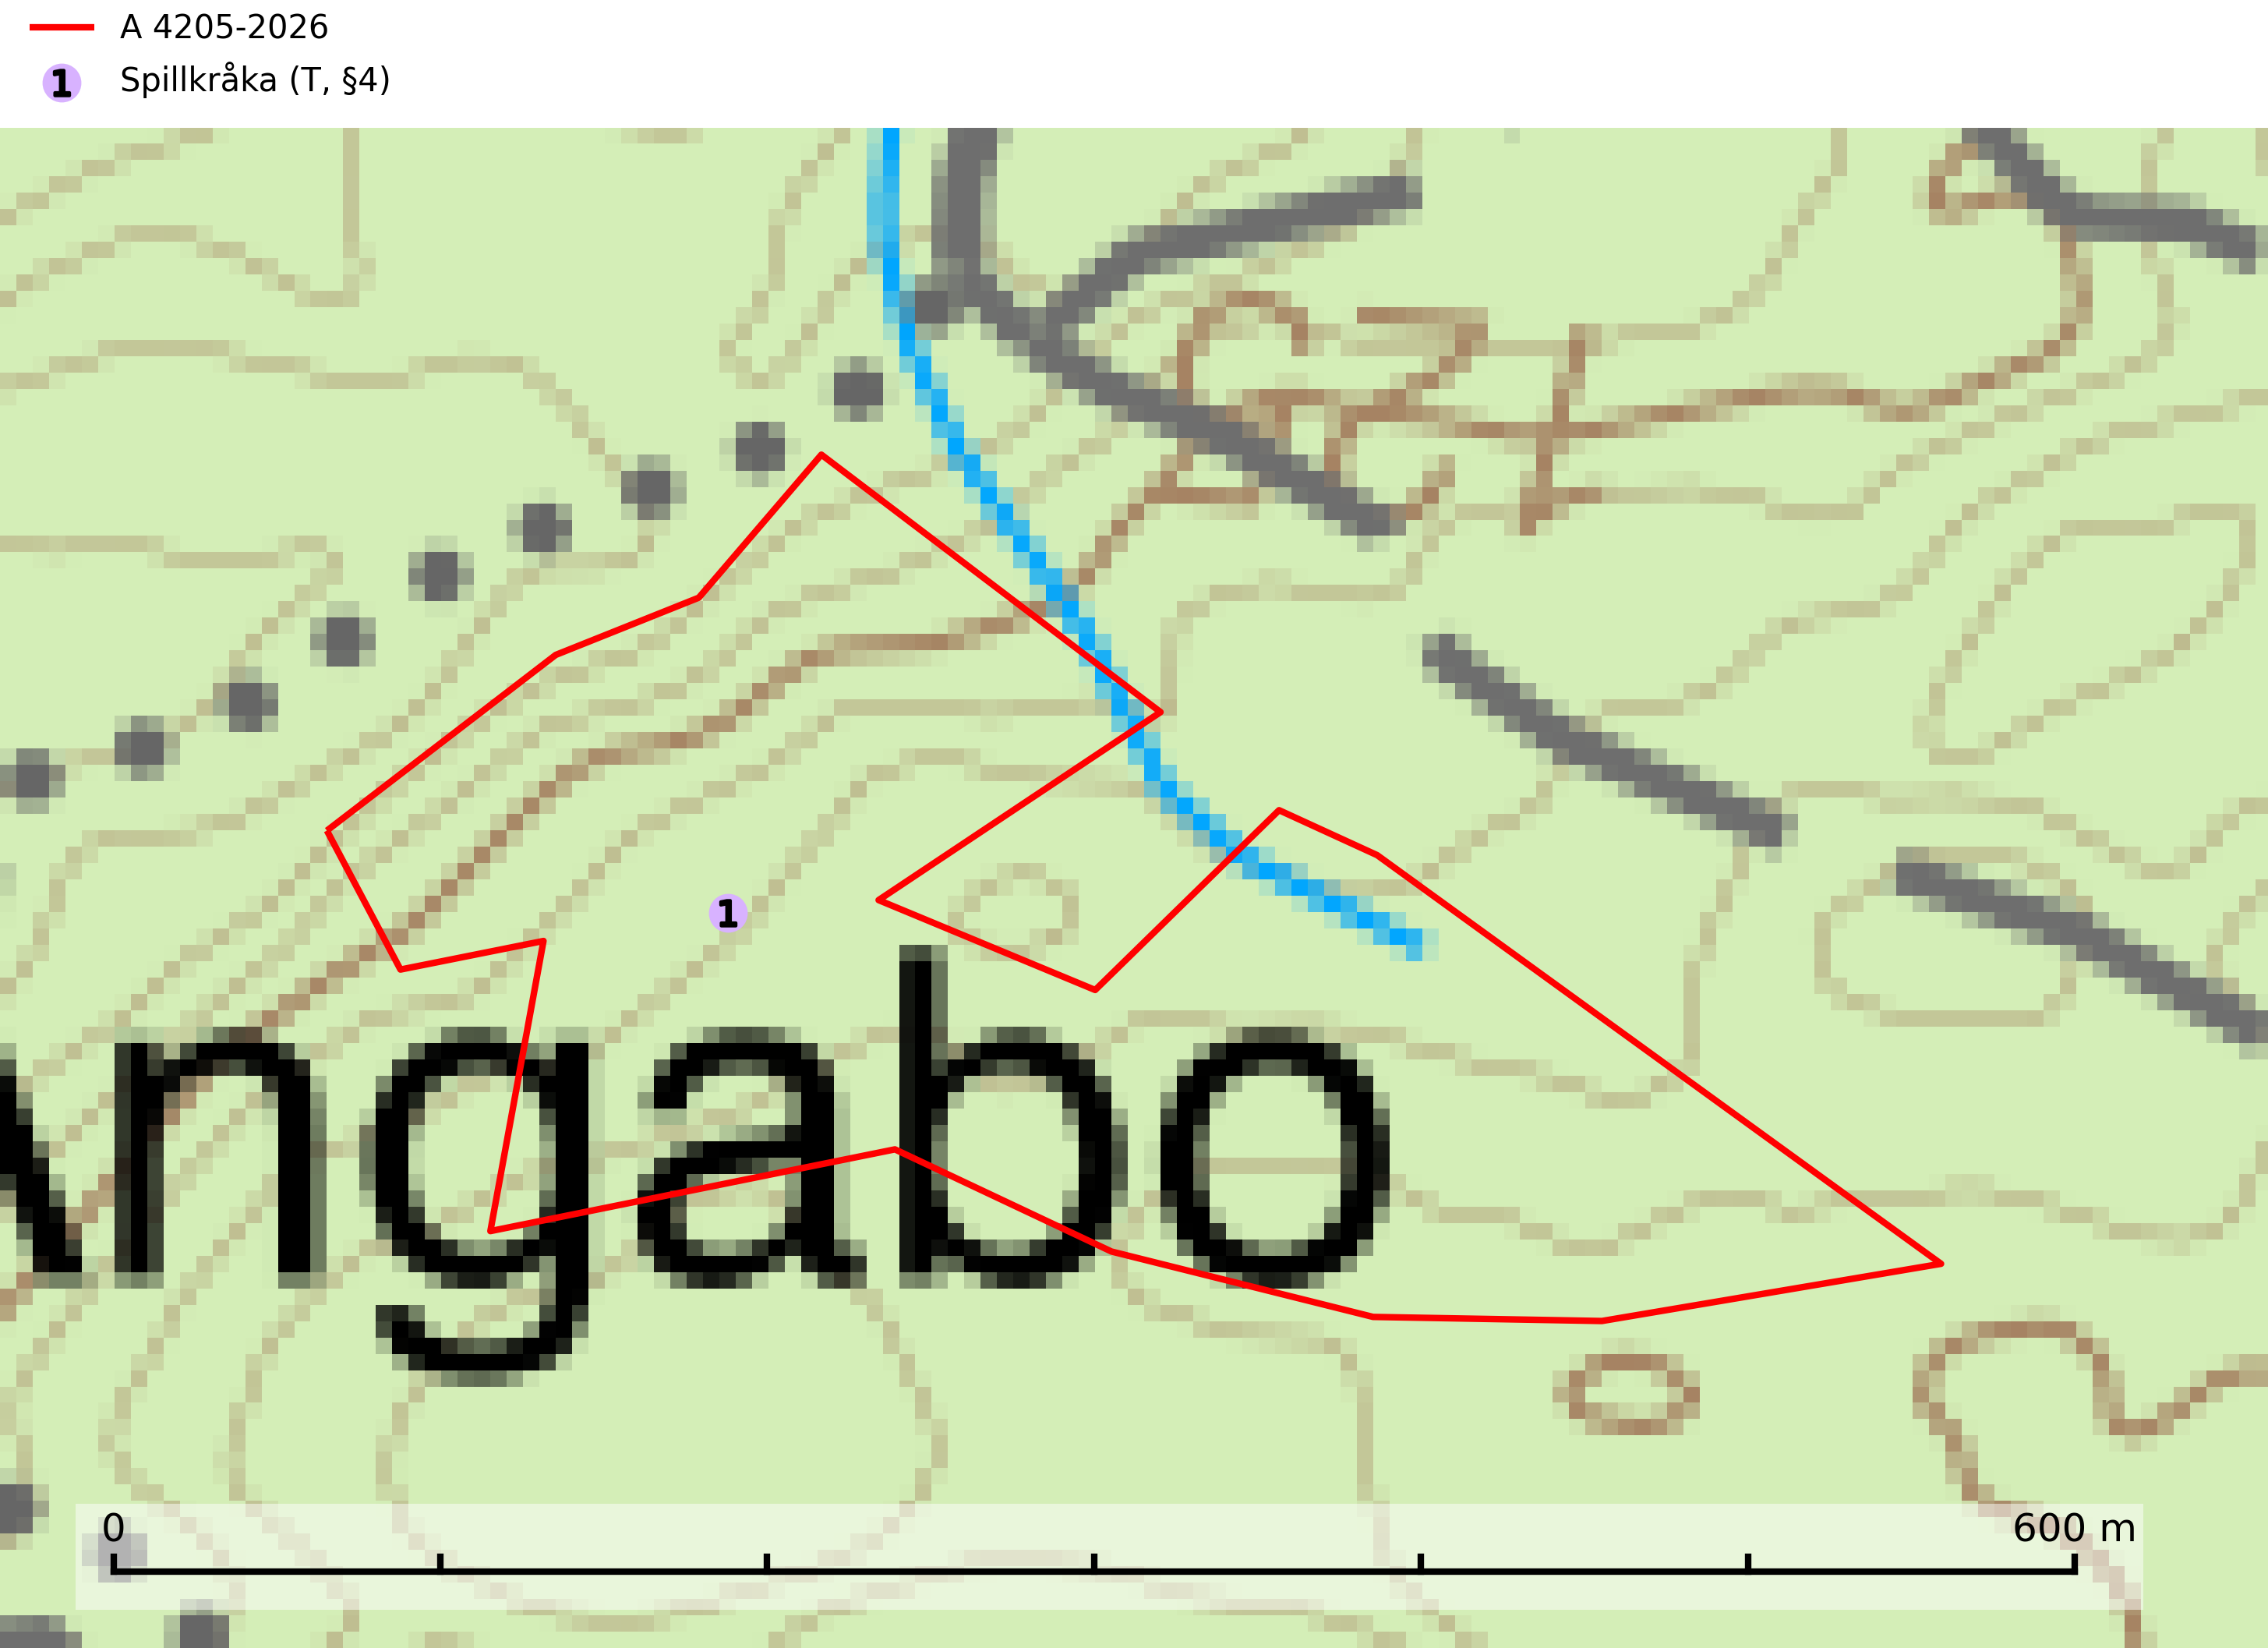 A 4205-2026
1 Spillkråka (T, §4)
1
ngabo
0 600 m